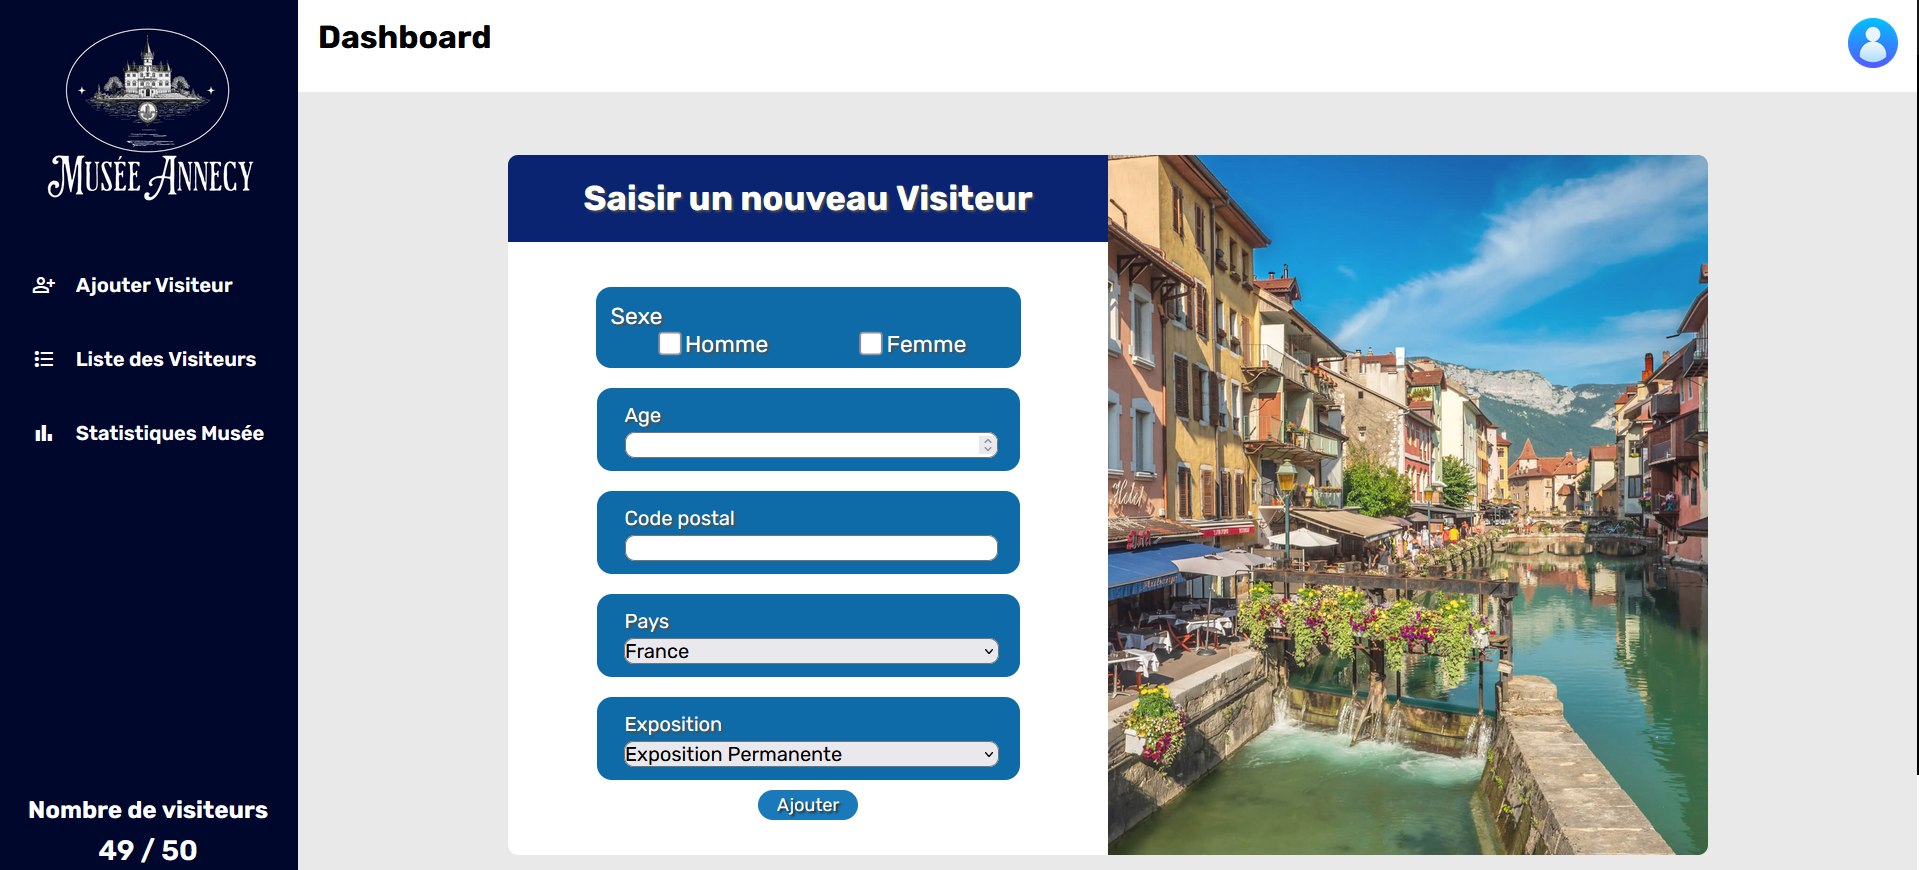 Musée Annecy
Ajouter Visiteur
Liste des Visiteurs
Statistiques Musée
Nombre de visiteurs
49 / 50
Dashboard
Saisir un nouveau Visiteur
Sexe
Homme Femme
Age
Code postal
Pays
France
Exposition
Exposition Permanente
Ajouter
Hotel